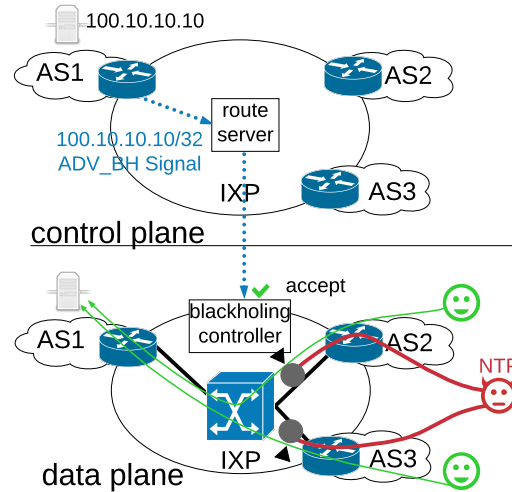 100.10.10.10
AS1
AS2
route
server
100.10.10.10/32
ADV_BH Signal
IXP
AS3
control plane
accept
blackholing
controller
AS1
AS2
NTP
IXP
AS3
data plane